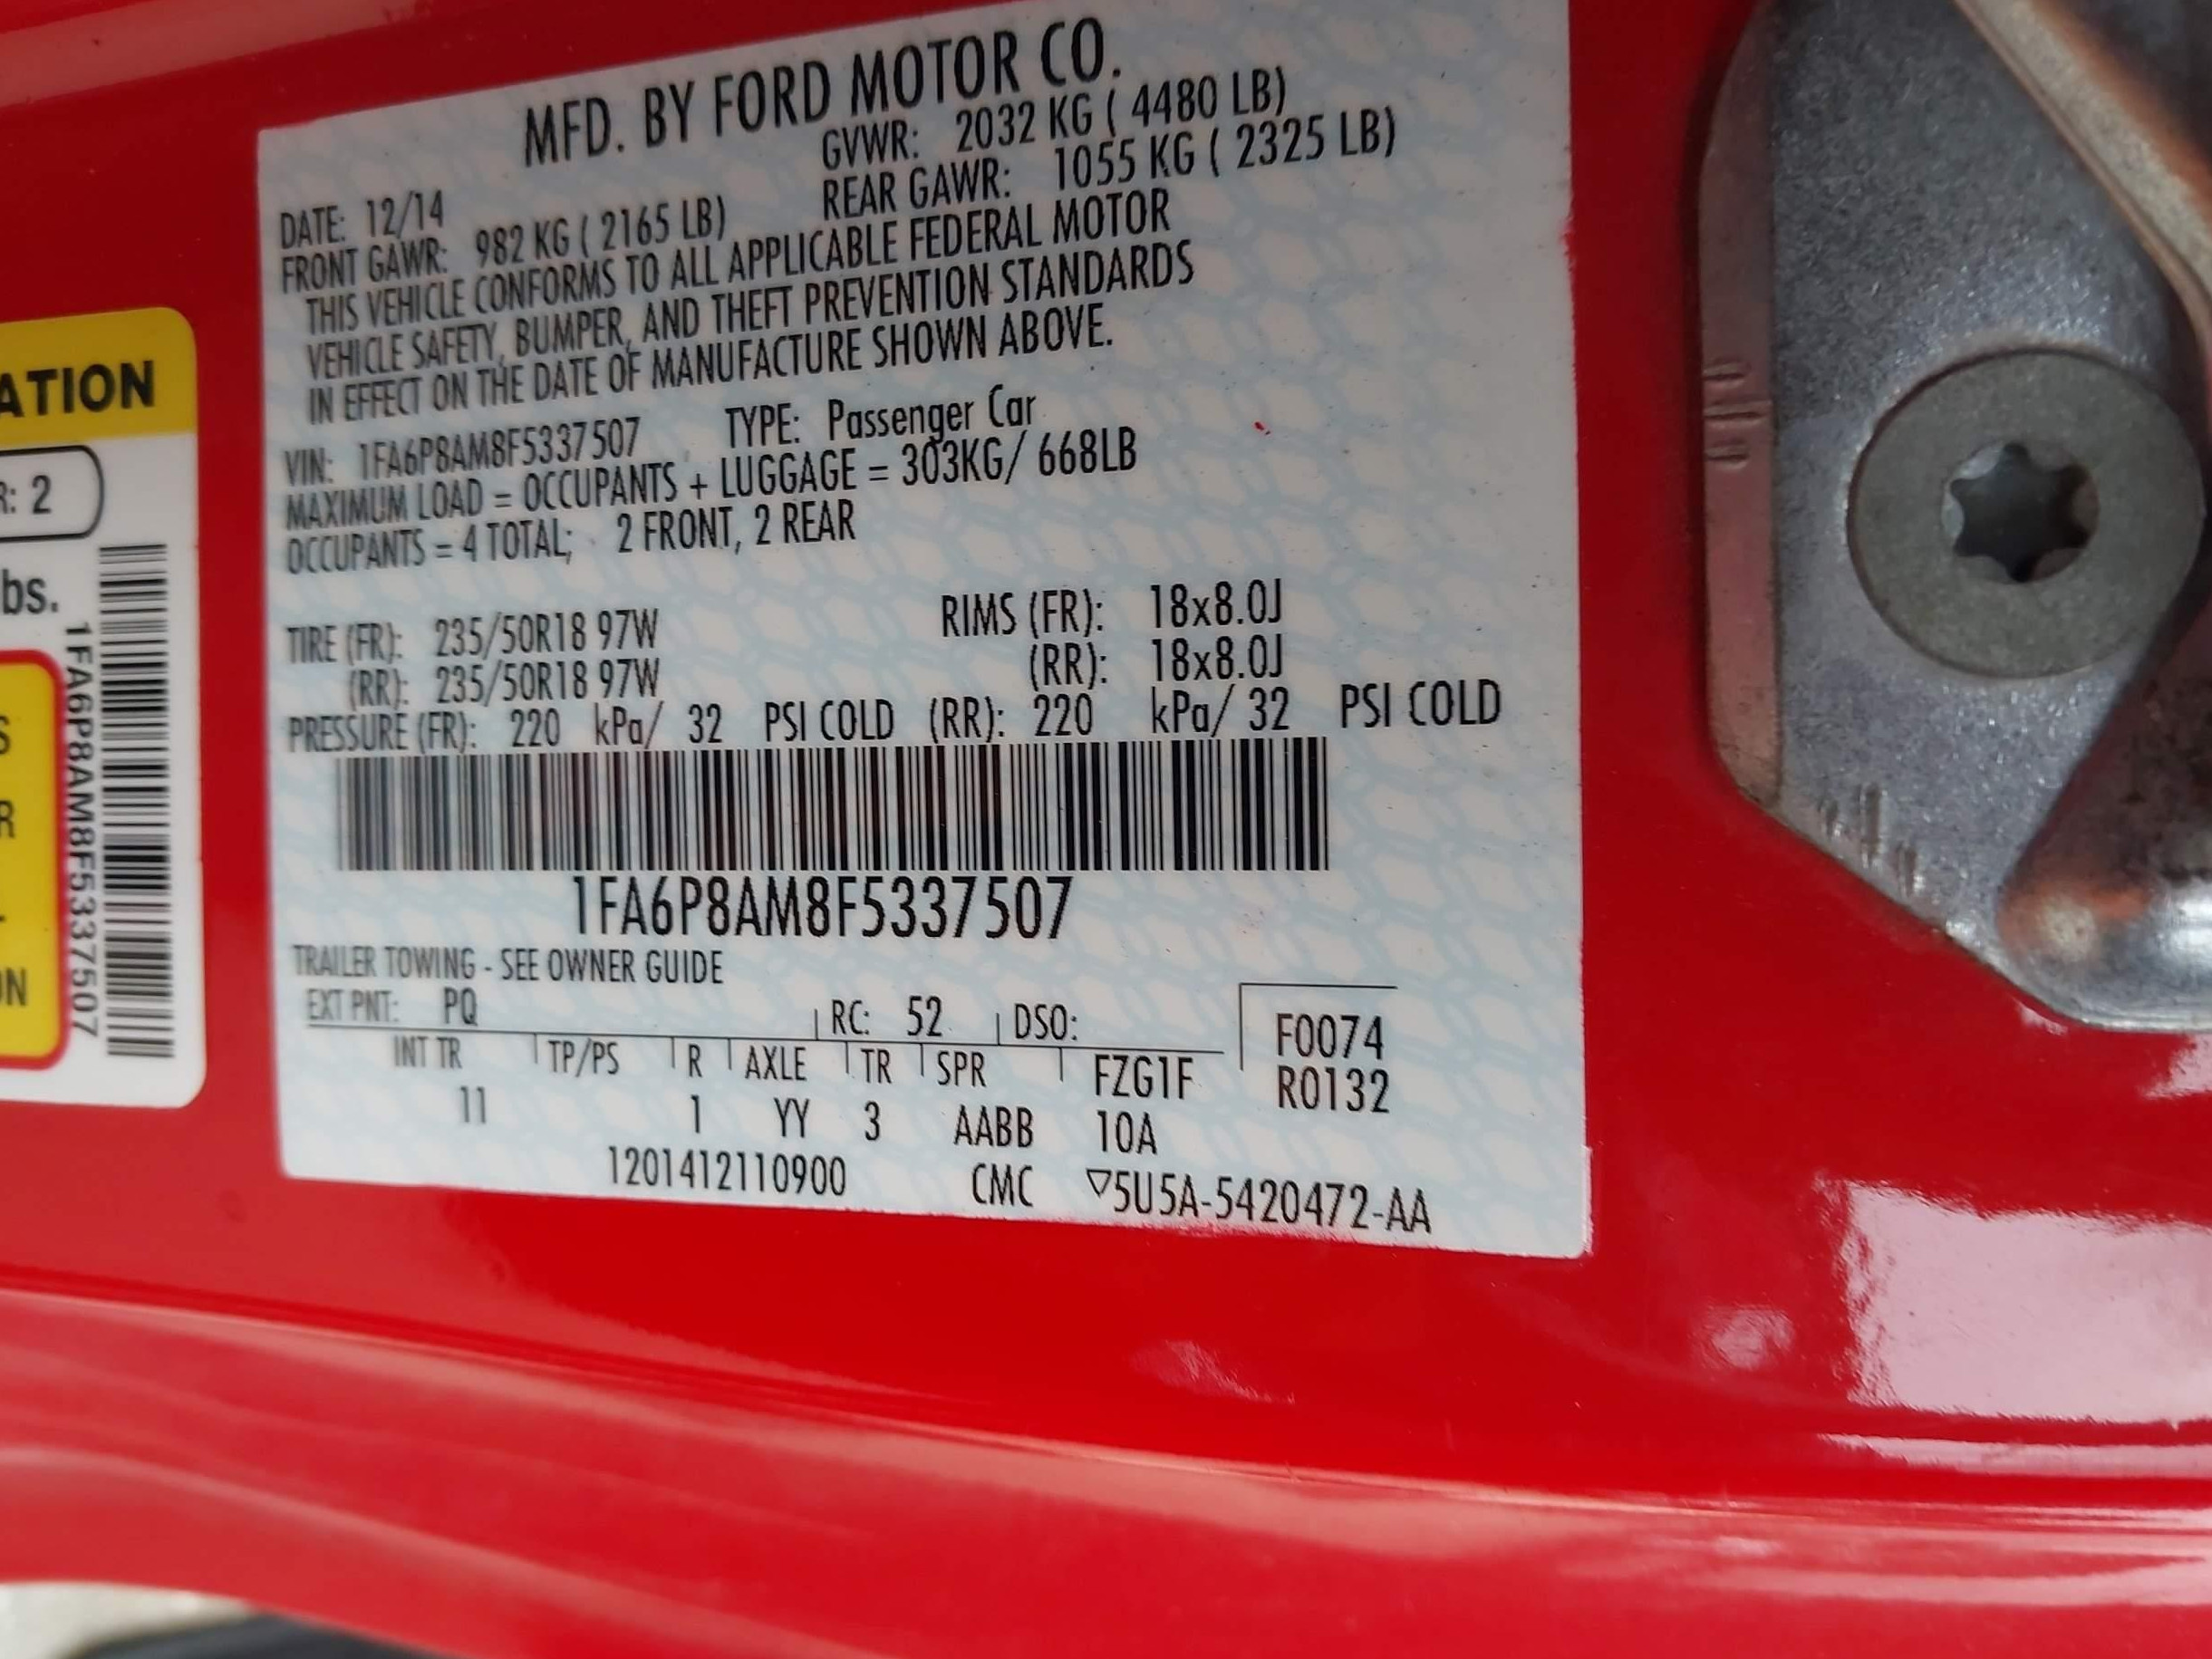 MFD. BY FORD MOTOR CO.
DATE: 12/14 GVWR: 2032 KG ( 4480 LB)
FRONT GAWR: 982 KG ( 2165 LB) REAR GAWR: 1055 KG ( 2325 LB)
THIS VEHICLE CONFORMS TO ALL APPLICABLE FEDERAL MOTOR
VEHICLE SAFETY, BUMPER, AND THEFT PREVENTION STANDARDS
IN EFFECT ON THE DATE OF MANUFACTURE SHOWN ABOVE.
VIN: 1FA6P8AM8F5337507 TYPE: Passenger Car
MAXIMUM LOAD = OCCUPANTS + LUGGAGE = 303KG/ 668LB
OCCUPANTS = 4 TOTAL; 2 FRONT, 2 REAR
TIRE (FR): 235/50R18 97W RIMS (FR): 18x8.0J
(RR): 235/50R18 97W (RR): 18x8.0J
PRESSURE (FR): 220 kPa/ 32 PSI COLD (RR): 220 kPa/ 32 PSI COLD
1FA6P8AM8F5337507
TRAILER TOWING - SEE OWNER GUIDE
EXT PNT: PQ RC: 52 DSO: F0074
INT TR TP/PS R AXLE TR SPR FZG1F R0132
11 1 YY 3 AABB 10A
1201412110900 CMC ▽5U5A-5420472-AA
ATION
R: 2
bs.
1FA6P8AM8F5337507
S
R
ON